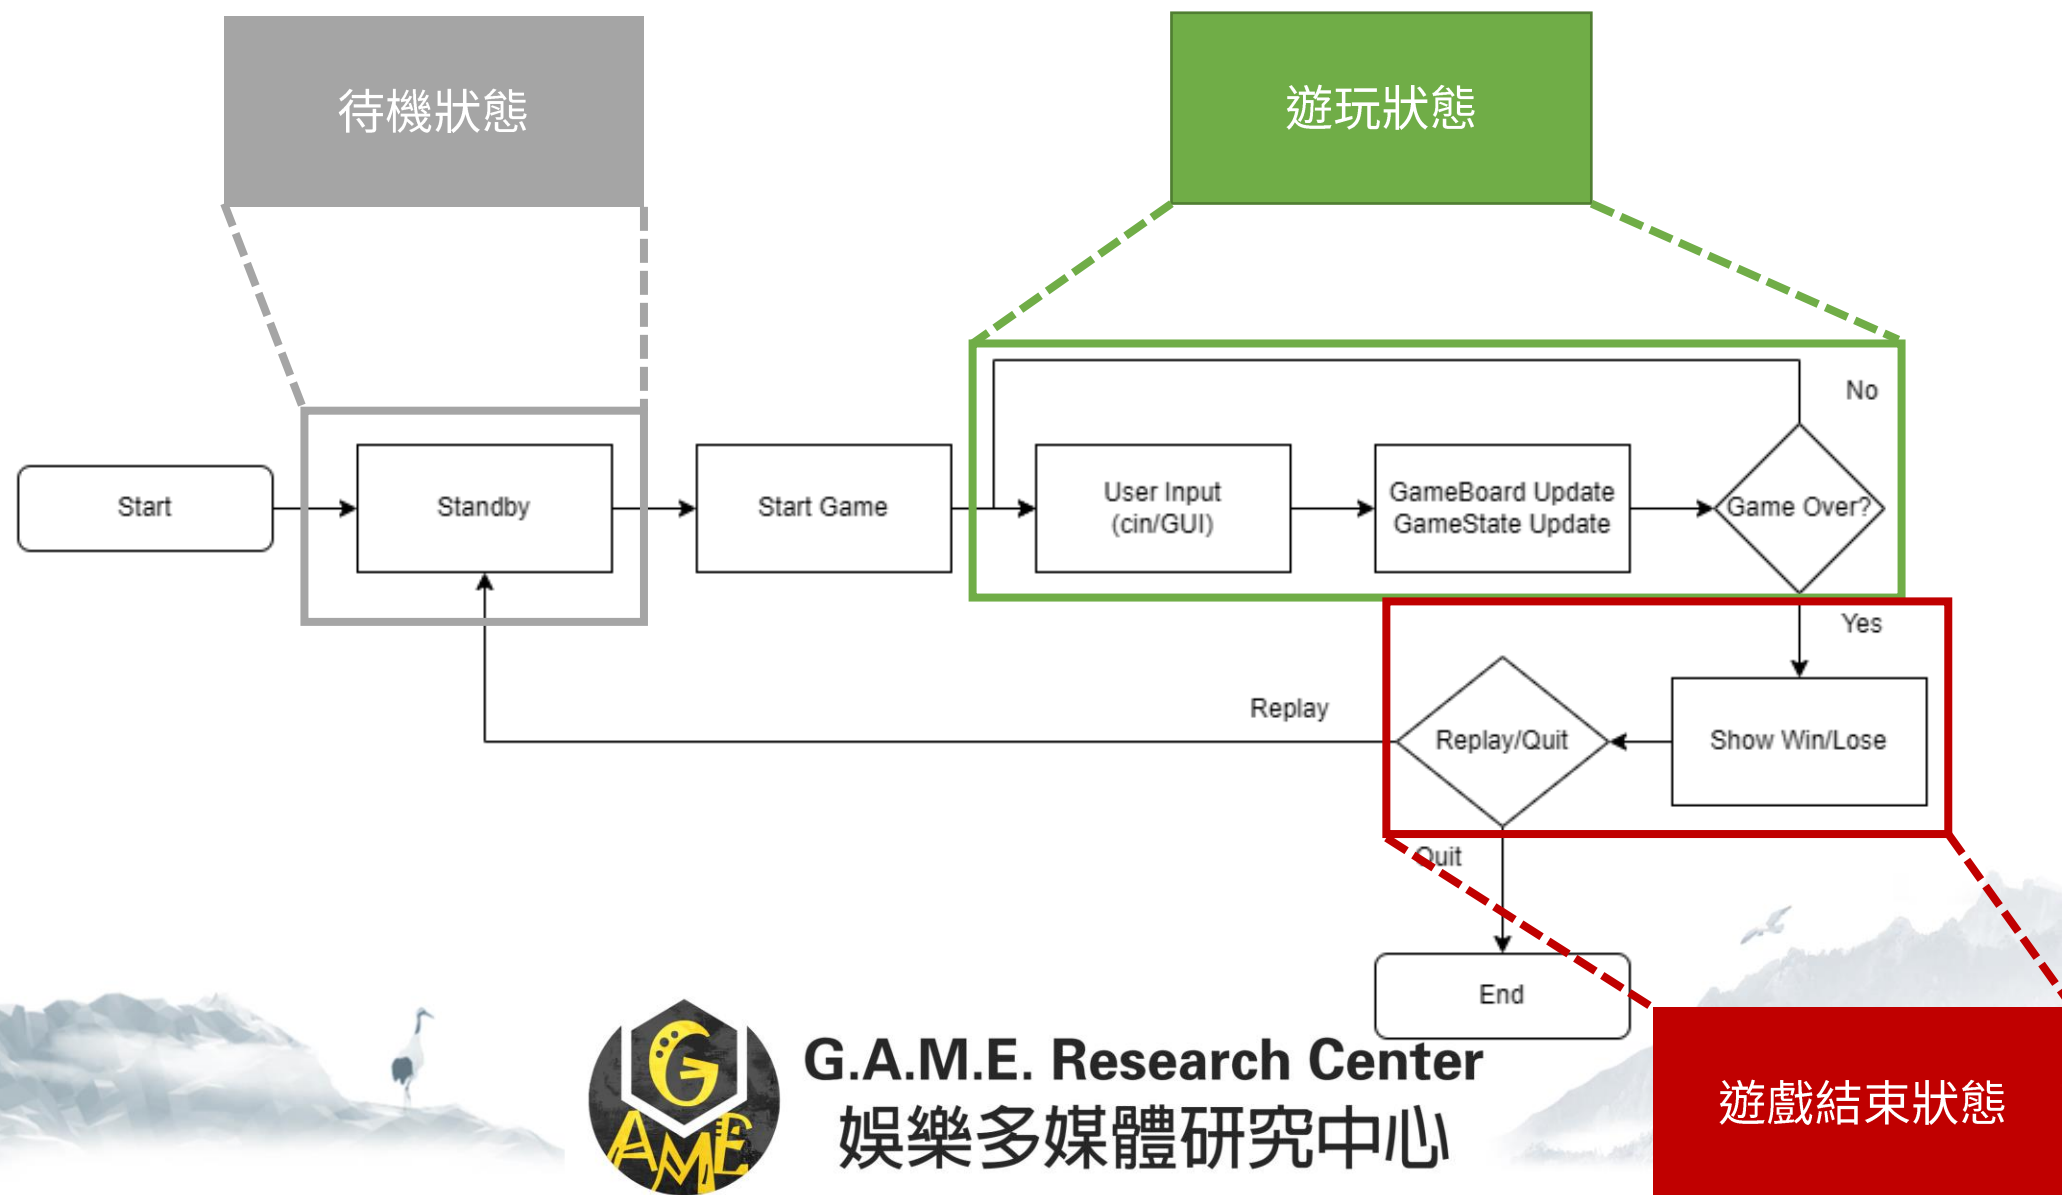 待機狀態
遊玩狀態
No
Start
Standby
Start Game
User Input
(cin/GUI)
GameBoard Update
GameState Update
Game Over?
Yes
Replay
Replay/Quit
Show Win/Lose
Quit
End
G
AME
G.A.M.E. Research Center
娛樂多媒體研究中心
遊戲結束狀態